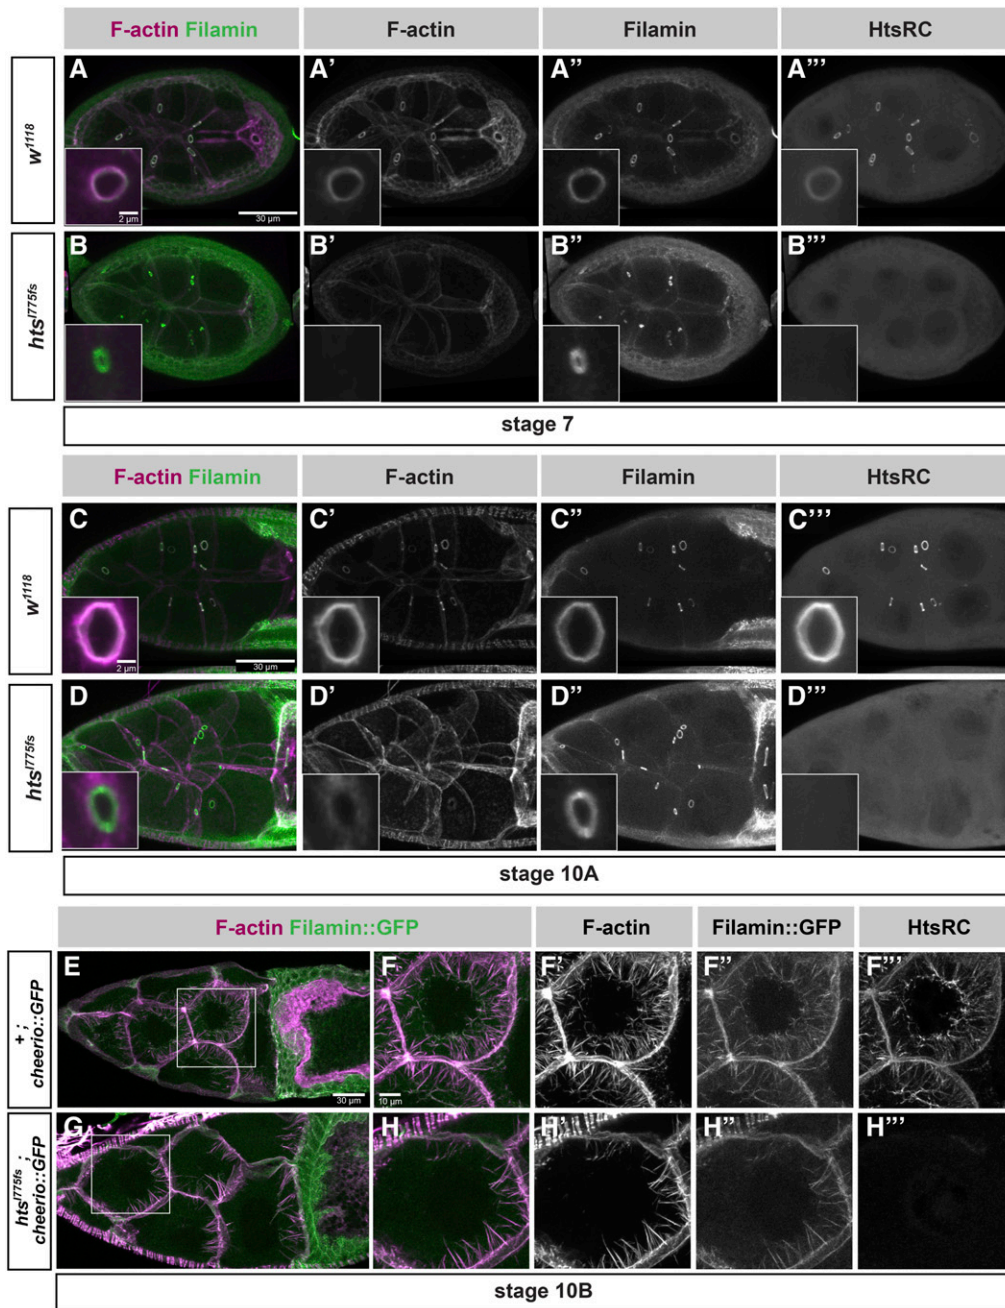 F-actin Filamin F-actin Filamin HtsRC
w1118
A A' A'' A'''
2 µm 30 µm
htsI775fs
B B' B'' B'''
stage 7
F-actin Filamin F-actin Filamin HtsRC
w1118
C C' C'' C'''
2 µm 30 µm
htsI775fs
D D' D'' D'''
stage 10A
F-actin Filamin::GFP F-actin Filamin::GFP HtsRC
+ ;
cheerio::GFP
E F F' F'' F'''
30 µm 10 µm
htsI775fs ;
cheerio::GFP
G H H' H'' H'''
stage 10B